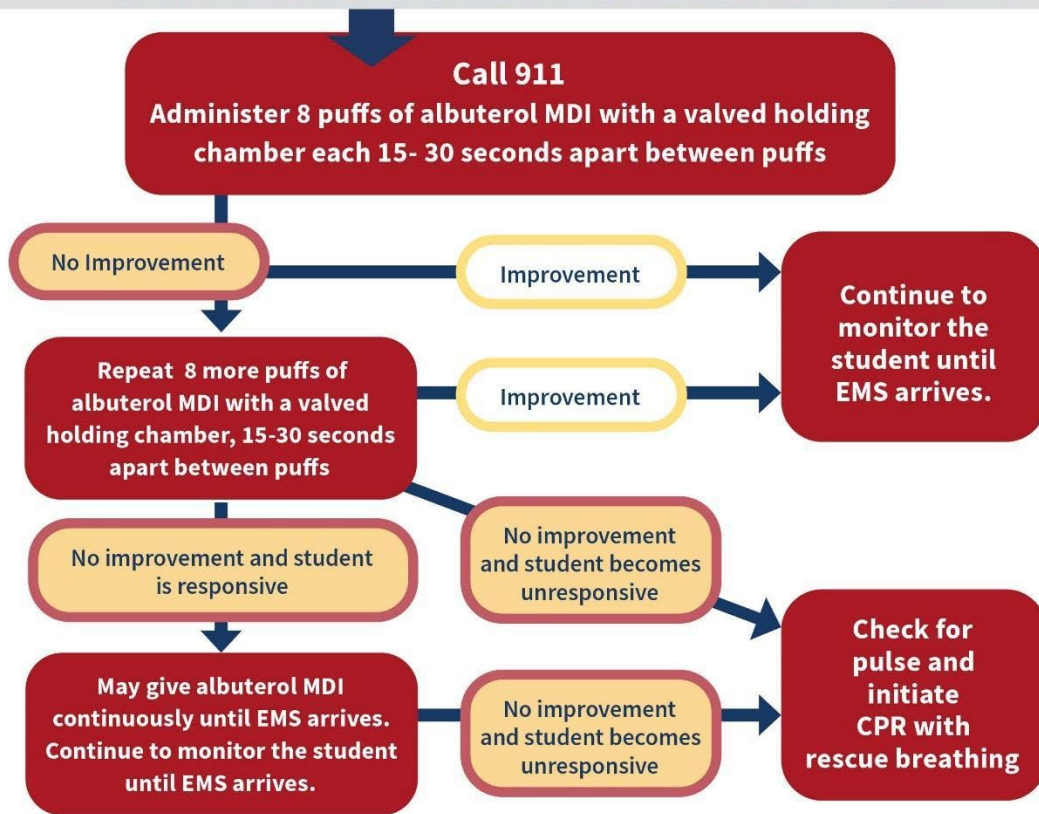 Call 911
Administer 8 puffs of albuterol MDI with a valved holding
chamber each 15- 30 seconds apart between puffs
No Improvement
Improvement
Continue to
monitor the
student until
EMS arrives.
Repeat 8 more puffs of
albuterol MDI with a valved
holding chamber, 15-30 seconds
apart between puffs
Improvement
No improvement and student
is responsive
No improvement
and student becomes
unresponsive
Check for
pulse and
initiate
CPR with
rescue breathing
May give albuterol MDI
continuously until EMS arrives.
Continue to monitor the student
until EMS arrives.
No improvement
and student becomes
unresponsive